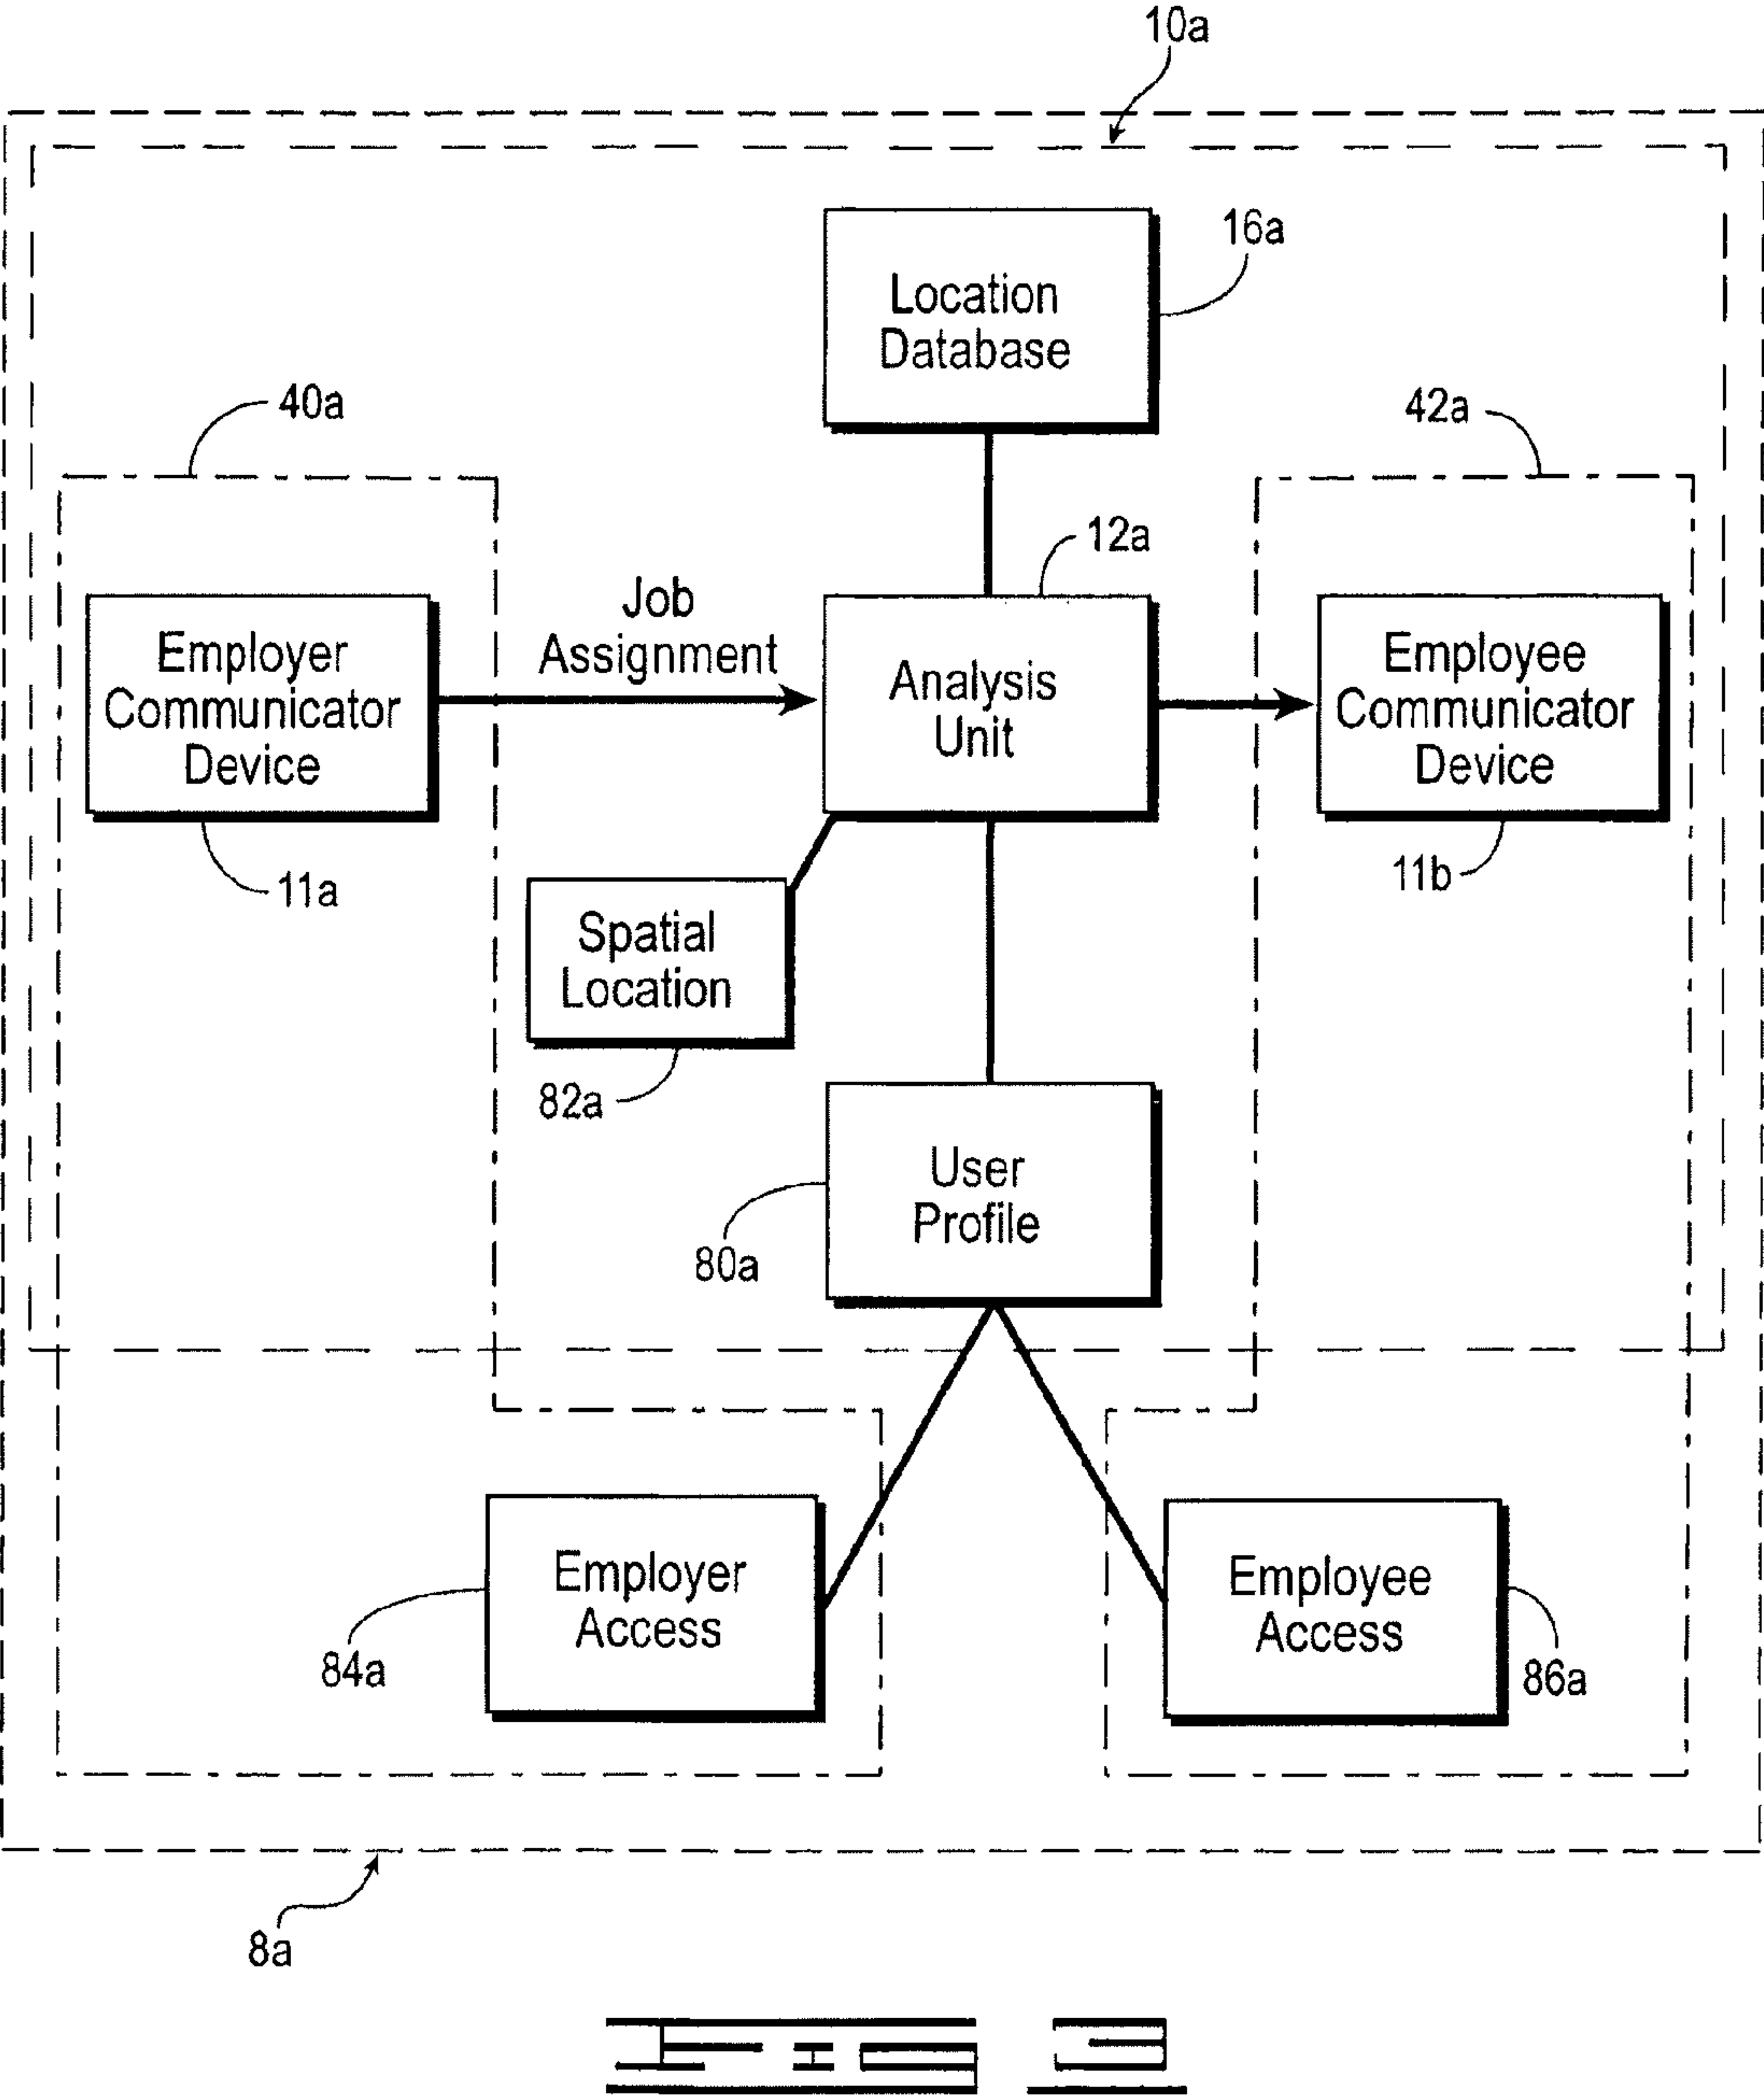 10a
16a
Location
Database
40a
42a
12a
Job
Assignment
Employer
Communicator
Device
Analysis
Unit
Employee
Communicator
Device
11a
11b
Spatial
Location
82a
User
Profile
80a
Employer
Access
Employee
Access
84a
86a
8a